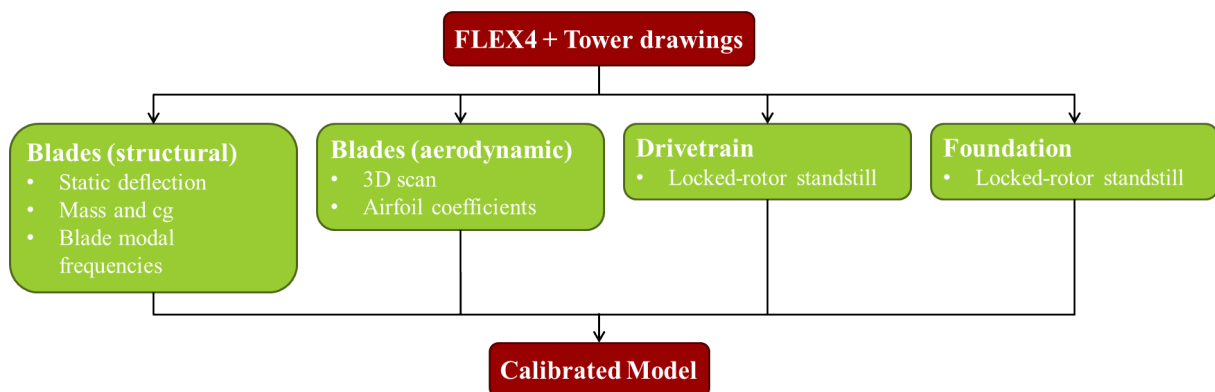 FLEX4 + Tower drawings
Blades (structural)
• Static deflection
• Mass and cg
• Blade modal
frequencies
Blades (aerodynamic)
• 3D scan
• Airfoil coefficients
Drivetrain
• Locked-rotor standstill
Foundation
• Locked-rotor standstill
Calibrated Model